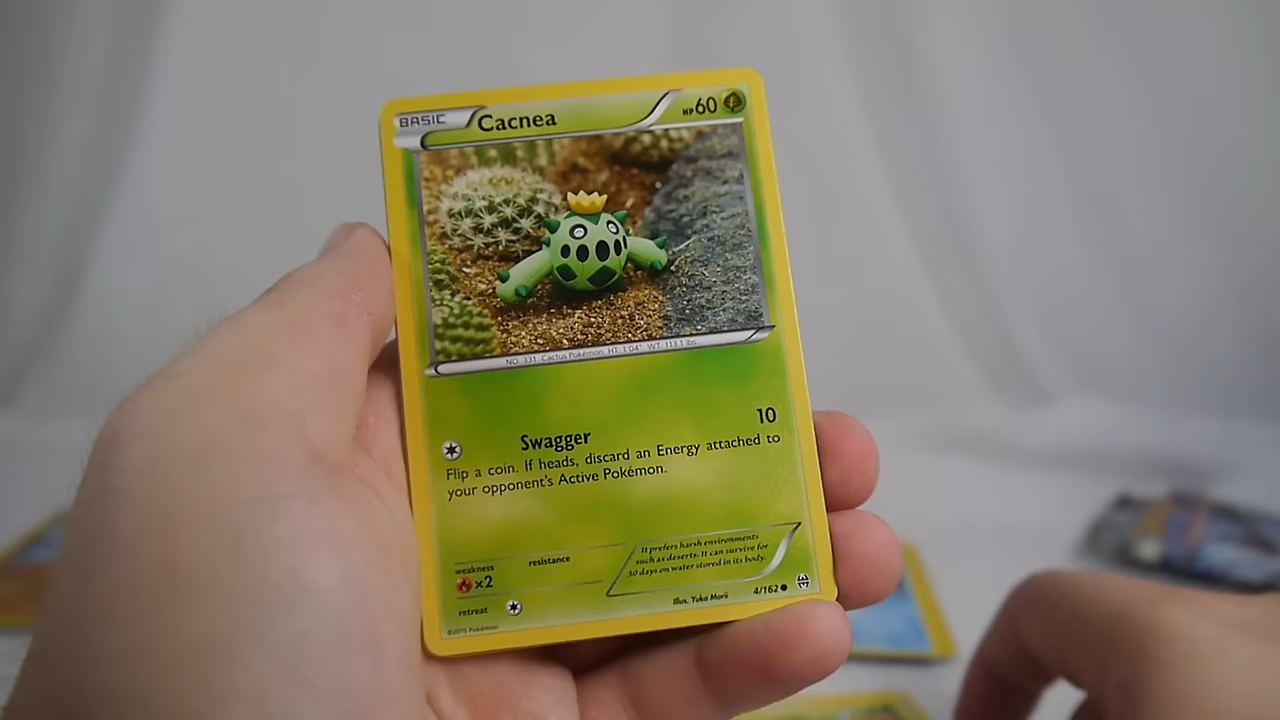 BASIC Cacnea HP60
NO. 331 Cactus Pokémon HT: 1'04" WT: 113.1 lbs.
Swagger 10
Flip a coin. If heads, discard an Energy attached to
your opponent's Active Pokémon.
weakness
×2
resistance
retreat
It prefers harsh environments
such as deserts. It can survive for
30 days on water stored in its body.
Illus. Yuka Morii
4/162
©2015 Pokémon